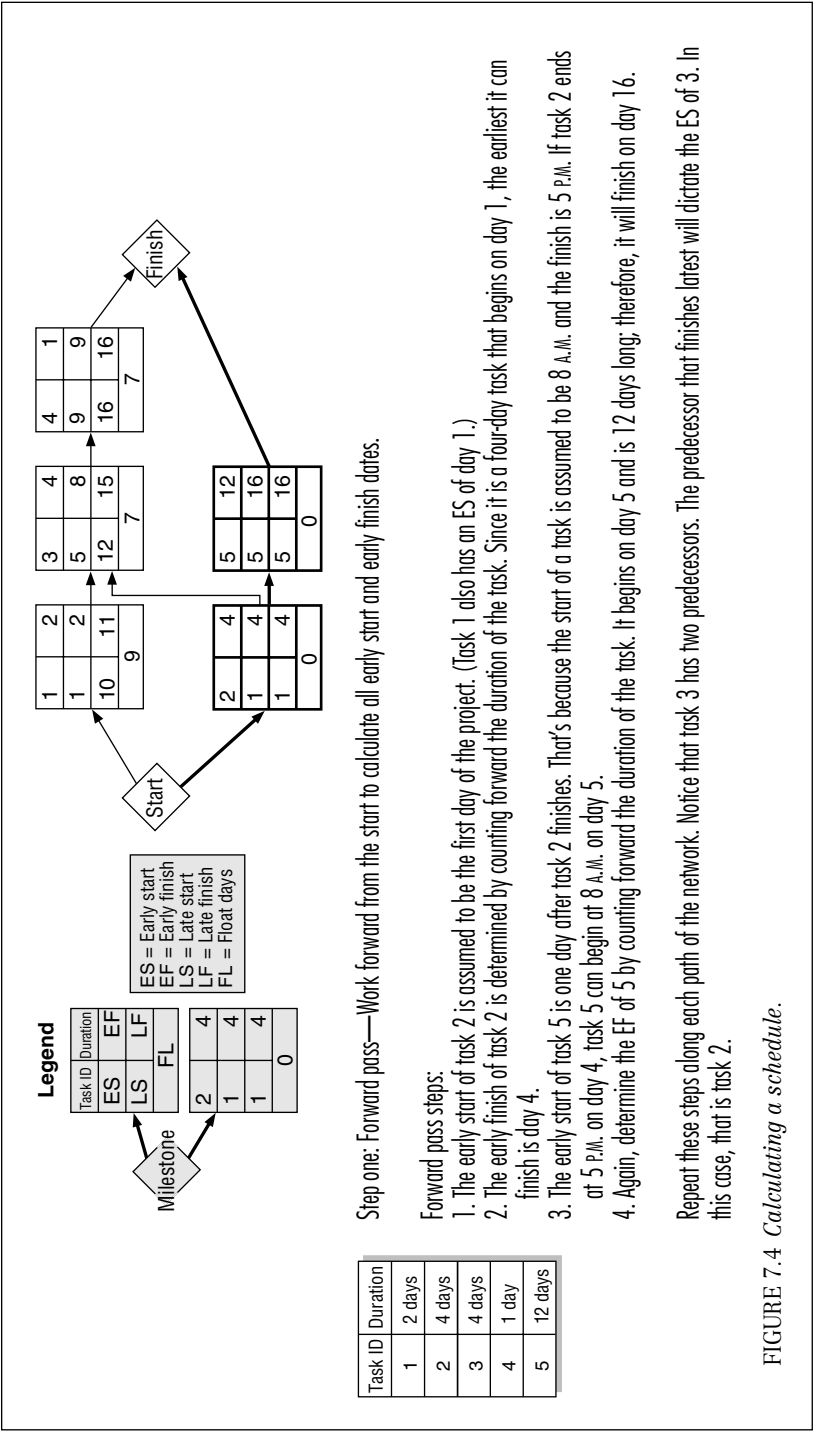 Legend
Milestone
Task ID Duration
ES EF
LS LF
FL
2 4
1 4
1 4
0
ES = Early start
EF = Early finish
LS = Late start
LF = Late finish
FL = Float days
Start
1 2
1 2
10 11
9
3 4
5 8
12 15
7
4 1
9 9
16 16
7
2 4
1 4
1 4
0
5 12
5 16
5 16
0
Finish
Task ID Duration
1 2 days
2 4 days
3 4 days
4 1 day
5 12 days
Step one: Forward pass—Work forward from the start to calculate all early start and early finish dates.
Forward pass steps:
1. The early start of task 2 is assumed to be the first day of the project. (Task 1 also has an ES of day 1.)
2. The early finish of task 2 is determined by counting forward the duration of the task. Since it is a four-day task that begins on day 1, the earliest it can
finish is day 4.
3. The early start of task 5 is one day after task 2 finishes. That's because the start of a task is assumed to be 8 A.M. and the finish is 5 P.M. If task 2 ends
at 5 P.M. on day 4, task 5 can begin at 8 A.M. on day 5.
4. Again, determine the EF of 5 by counting forward the duration of the task. It begins on day 5 and is 12 days long; therefore, it will finish on day 16.
Repeat these steps along each path of the network. Notice that task 3 has two predecessors. The predecessor that finishes latest will dictate the ES of 3. In
this case, that is task 2.
FIGURE 7.4 Calculating a schedule.